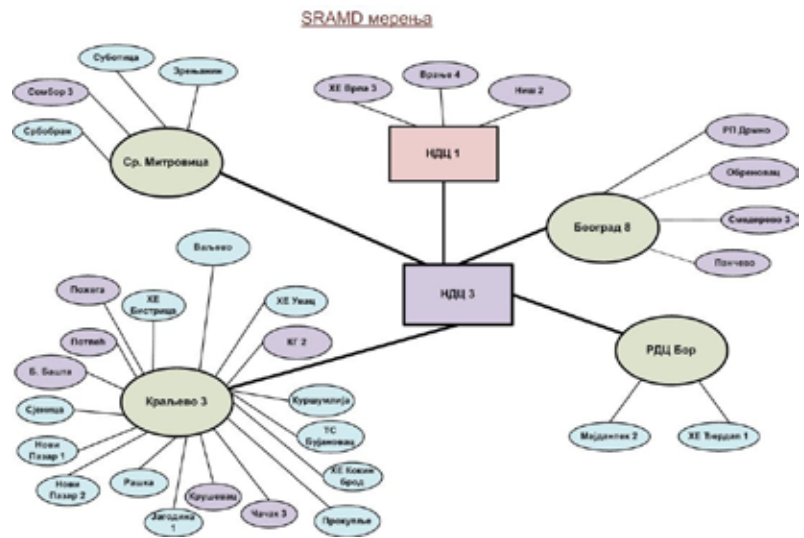 SRAMD мерења
Суботица
Зрењанин
Сомбор 3
Србобран
Ср. Митровица
ХЕ Врла 3
Врање 4
Ниш 2
НДЦ 1
РП Дрмно
Обреновац
Смедерево 3
Панчево
Београд 8
НДЦ 3
РДЦ Бор
Мајданпек 2
ХЕ Ђердап 1
Ваљево
Пожега
ХЕ
Бистрица
ХЕ Увац
КГ 2
Б. Башта
Сјеница
Краљево 3
Куршумлија
ТС
Бујановац
Нови
Пазар 1
Нови
Пазар 2
Рашка
Јагодина
1
Крушевац
Чачак 3
ХЕ Кокин
брод
Прокупље